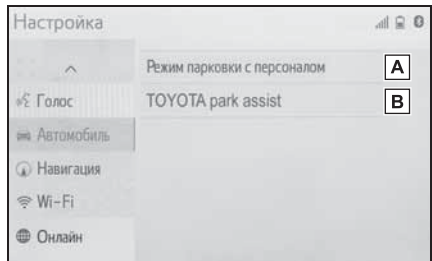 Настройка
Режим парковки с персоналом
A
Голос
TOYOTA park assist
B
Автомобиль
Навигация
Wi-Fi
Онлайн